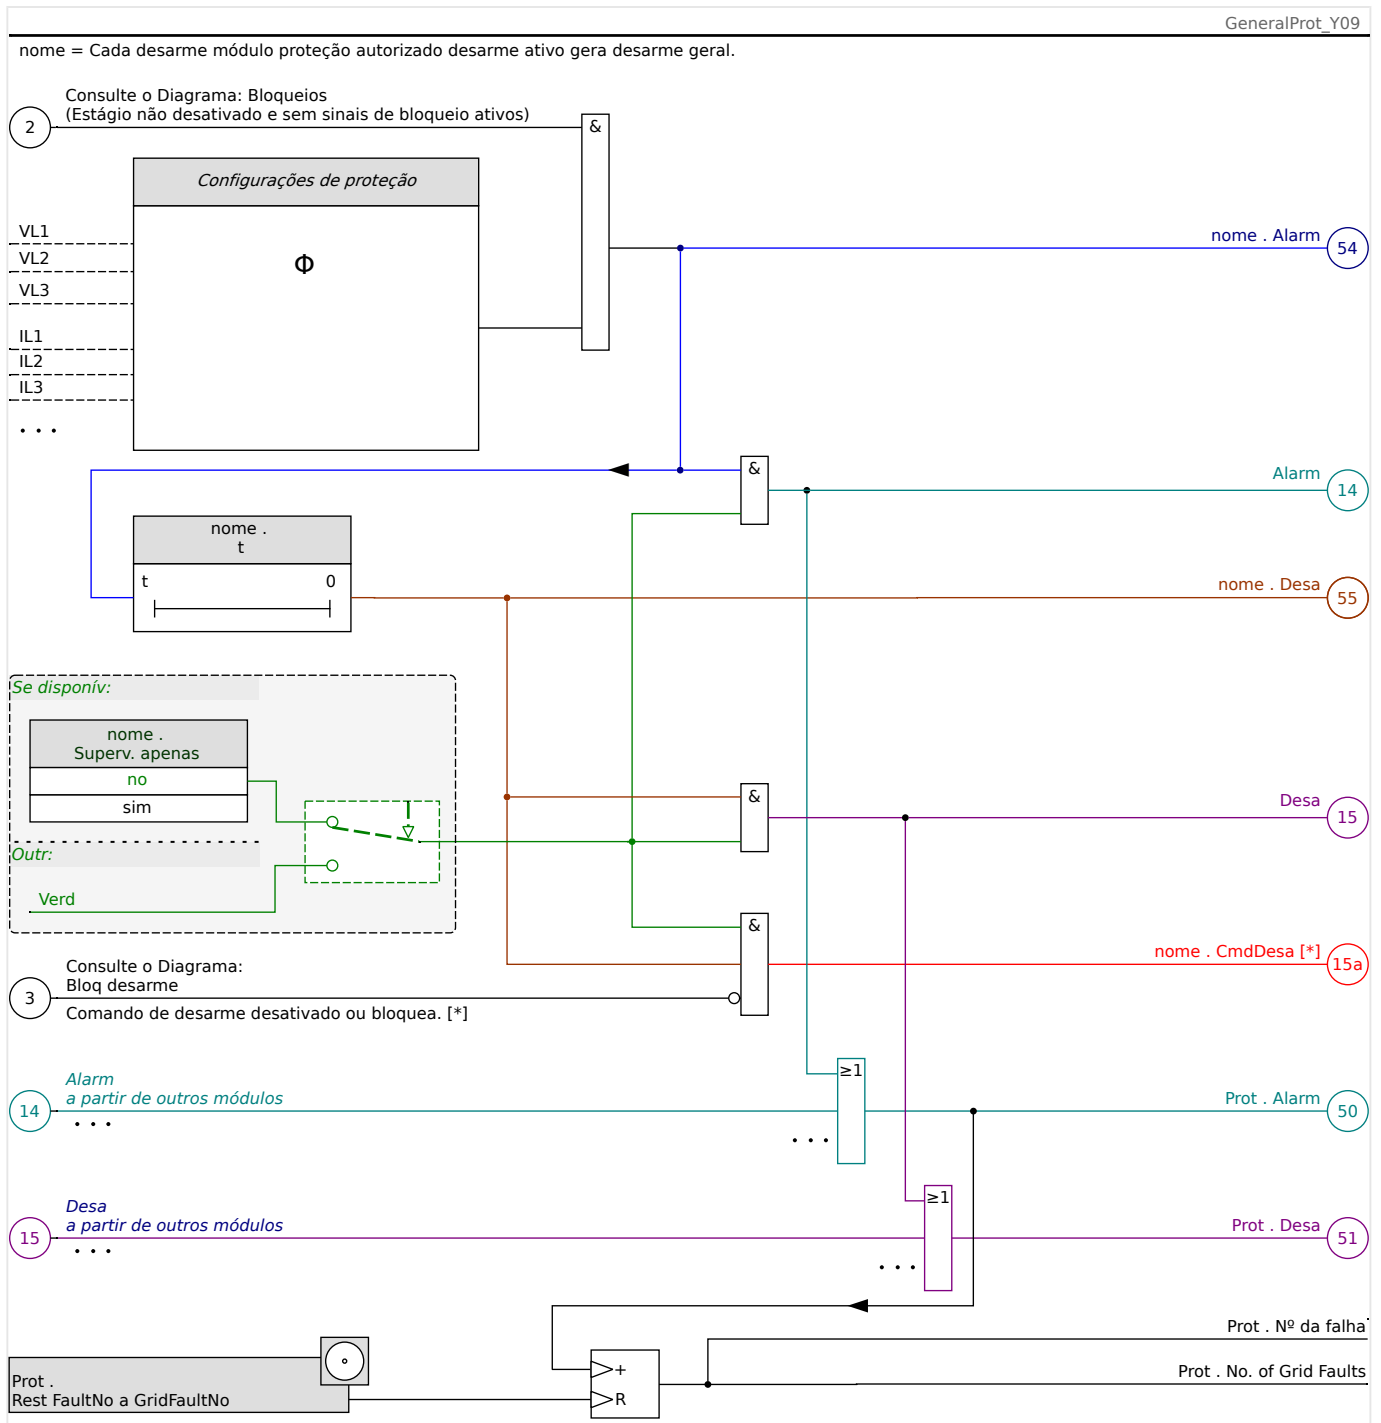 GeneralProt_Y09
nome = Cada desarme módulo proteção autorizado desarme ativo gera desarme geral.
Consulte o Diagrama: Bloqueios
(Estágio não desativado e sem sinais de bloqueio ativos)
2
&
Configurações de proteção
VL1
VL2
VL3
Φ
nome . Alarm
54
IL1
IL2
IL3
. . .
&
Alarm
14
nome .
t
t 0
nome . Desa
55
Se disponív:
nome .
Superv. apenas
no
sim
&
Desa
15
Outr:
Verd
&
nome . CmdDesa [*]
15a
Consulte o Diagrama:
Bloq desarme
3
Comando de desarme desativado ou bloquea. [*]
Alarm
a partir de outros módulos
14
. . .
≥1
. . .
Prot . Alarm
50
Desa
a partir de outros módulos
15
. . .
≥1
. . .
Prot . Desa
51
Prot . Nº da falha
+
R
Prot . No. of Grid Faults
Prot .
Rest FaultNo a GridFaultNo